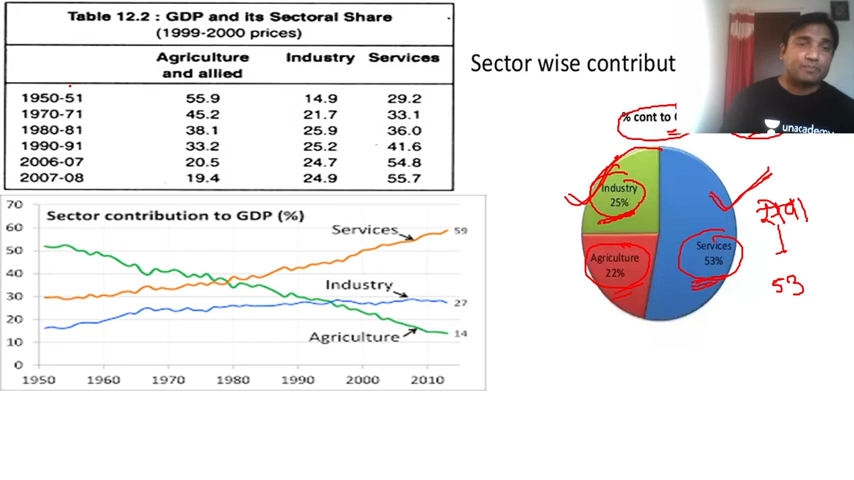 Table 12.2 : GDP and its Sectoral Share
(1999-2000 prices)
Agriculture and allied Industry Services
1950-51 55.9 14.9 29.2
1970-71 45.2 21.7 33.1
1980-81 38.1 25.9 36.0
1990-91 33.2 25.2 41.6
2006-07 20.5 24.7 54.8
2007-08 19.4 24.9 55.7
Sector contribution to GDP (%)
70
60
50
40
30
20
10
0
Services
59
Industry
27
Agriculture
14
1950 1960 1970 1980 1990 2000 2010
Sector wise contribut
% cont to
unacademy
Industry
25%
Agriculture
22%
Services
53%
53